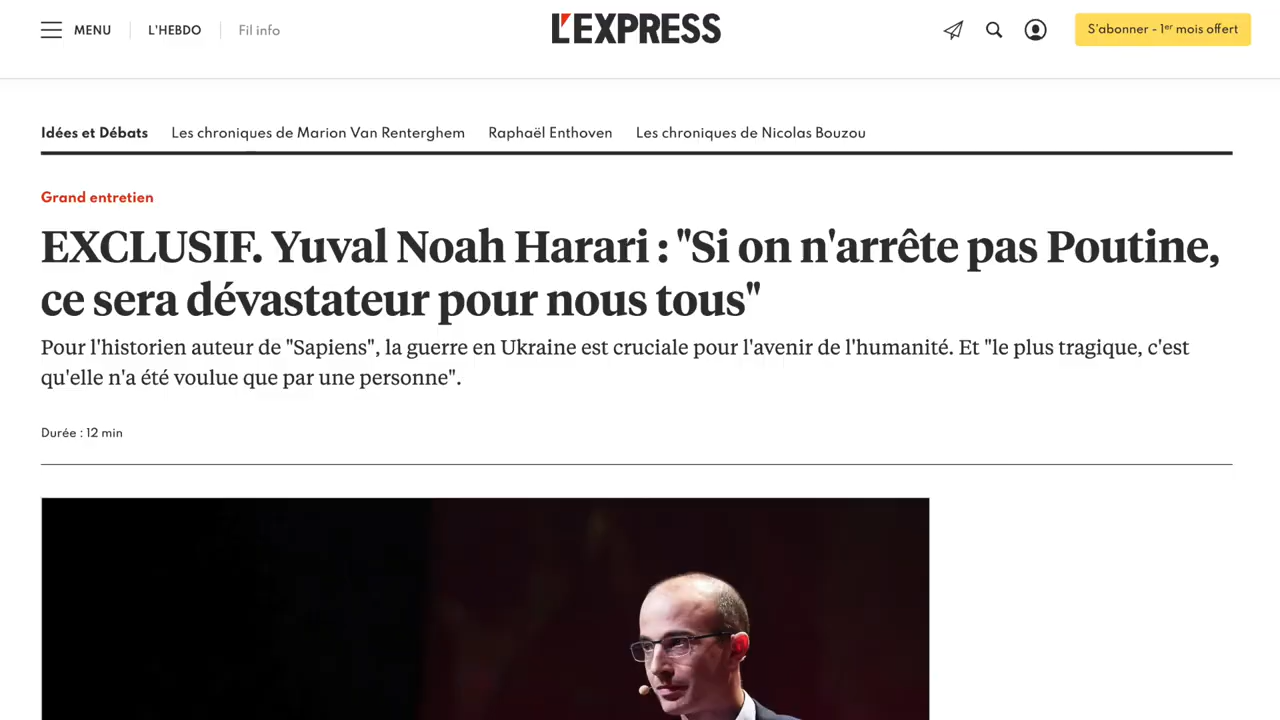 MENU L'HEBDO Fil info L'EXPRESS S'abonner - 1er mois offert
Idées et Débats Les chroniques de Marion Van Renterghem Raphaël Enthoven Les chroniques de Nicolas Bouzou
Grand entretien
EXCLUSIF. Yuval Noah Harari : "Si on n'arrête pas Poutine,
ce sera dévastateur pour nous tous"
Pour l'historien auteur de "Sapiens", la guerre en Ukraine est cruciale pour l'avenir de l'humanité. Et "le plus tragique, c'est
qu'elle n'a été voulue que par une personne".
Durée : 12 min